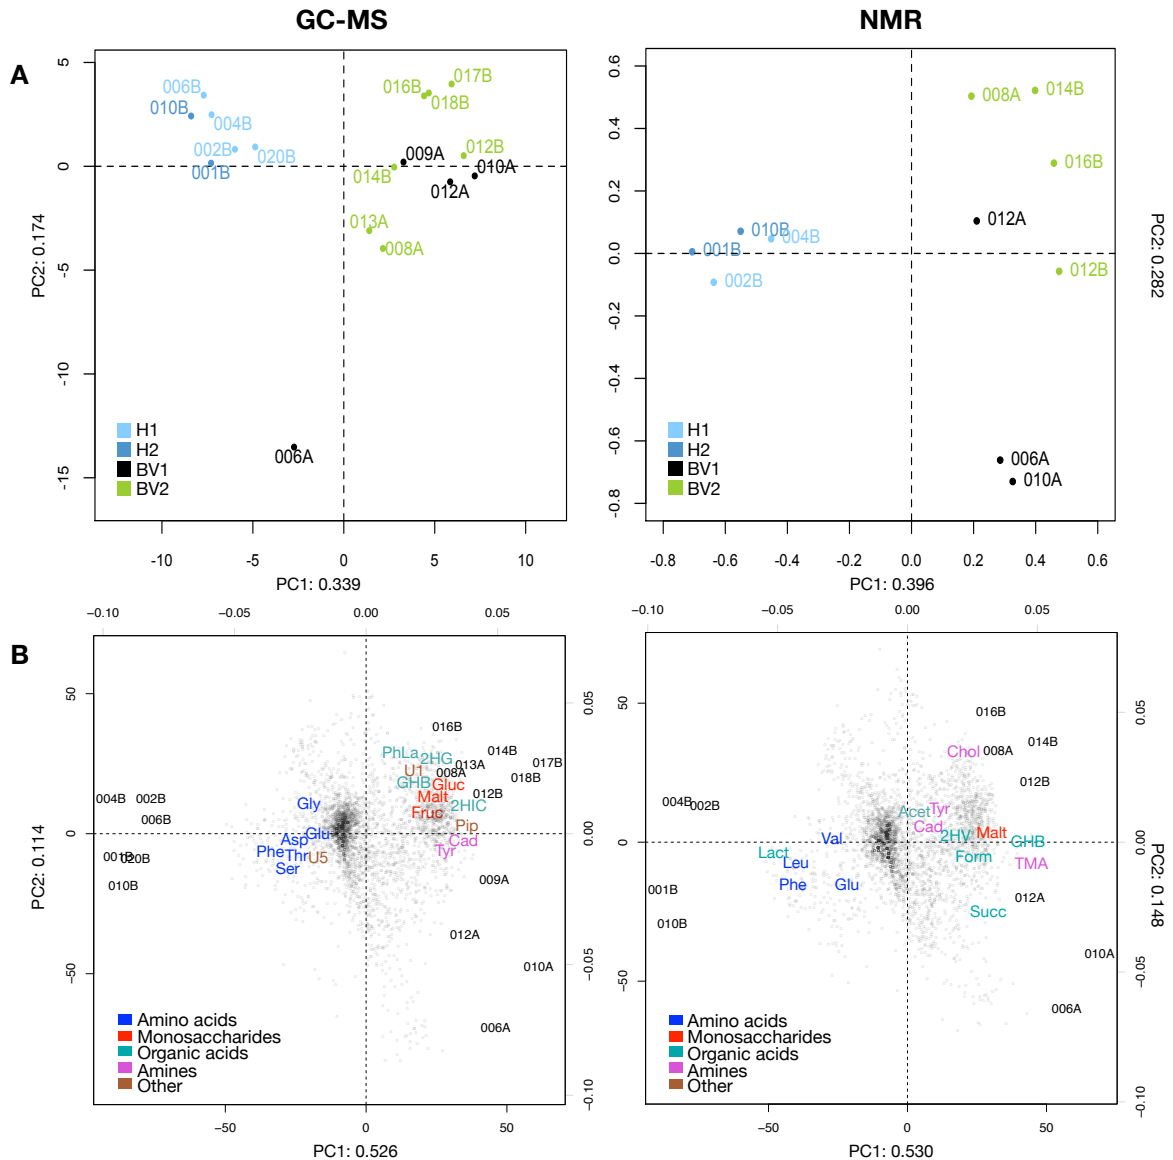 GC-MS
NMR
A
5
0
-5
-10
-15
PC2: 0.174
006B
010B
004B
002B
020B
001B
016B
017B
018B
012B
009A
010A
014B
012A
013A
008A
006A
H1
H2
BV1
BV2
-10
-5
0
5
10
PC1: 0.339
0.6
0.4
0.2
0.0
-0.2
-0.4
-0.6
-0.8
008A
014B
016B
012A
010B
004B
001B
002B
012B
006A
010A
H1
H2
BV1
BV2
PC2: 0.282
-0.8
-0.6
-0.4
-0.2
0.0
0.2
0.4
0.6
PC1: 0.396
B
−0.10
−0.05
0.00
0.05
50
0
−50
PC2: 0.114
016B
PhLa
2HG
014B
013A
017B
U1
008A
018B
GHB
Gluc
Malt
012B
004B
002B
Gly
Fruc
2HIC
006B
Glu
Pip
Asp
Cad
Phe
Thr
U5
Tyr
001B
020B
Ser
010B
009A
012A
010A
006A
Amino acids
Monosaccharides
Organic acids
Amines
Other
0.05
0.00
−0.05
−0.10
−50
0
50
PC1: 0.526
−0.10
−0.05
0.00
0.05
50
0
−50
016B
Chol
008A
014B
012B
004B
002B
Acet
Tyr
Cad
Val
2HV
Malt
GHB
Lact
Leu
Form
TMA
Phe
Glu
001B
012A
Succ
010B
010A
006A
Amino acids
Monosaccharides
Organic acids
Amines
Other
0.05
0.00
−0.05
−0.10
PC2: 0.148
−50
0
50
PC1: 0.530